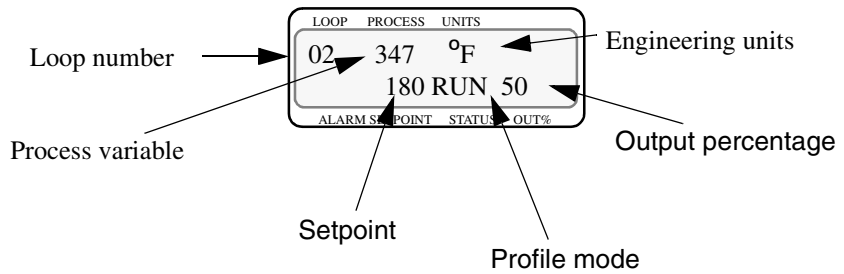 LOOP PROCESS UNITS
Loop number
02 347 °F
Engineering units
180 RUN 50
ALARM SETPOINT STATUS OUT%
Process variable
Output percentage
Setpoint
Profile mode